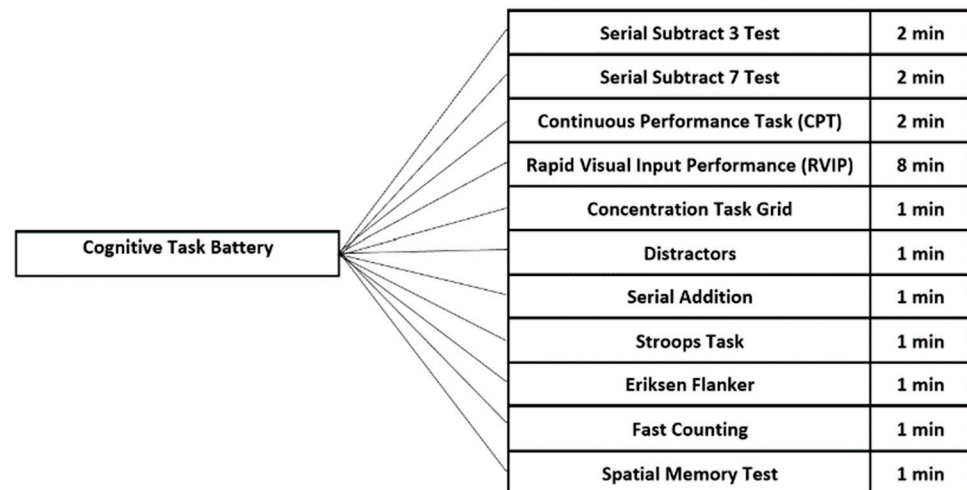 Cognitive Task Battery
Serial Subtract 3 Test 2 min
Serial Subtract 7 Test 2 min
Continuous Performance Task (CPT) 2 min
Rapid Visual Input Performance (RVIP) 8 min
Concentration Task Grid 1 min
Distractors 1 min
Serial Addition 1 min
Stroops Task 1 min
Eriksen Flanker 1 min
Fast Counting 1 min
Spatial Memory Test 1 min